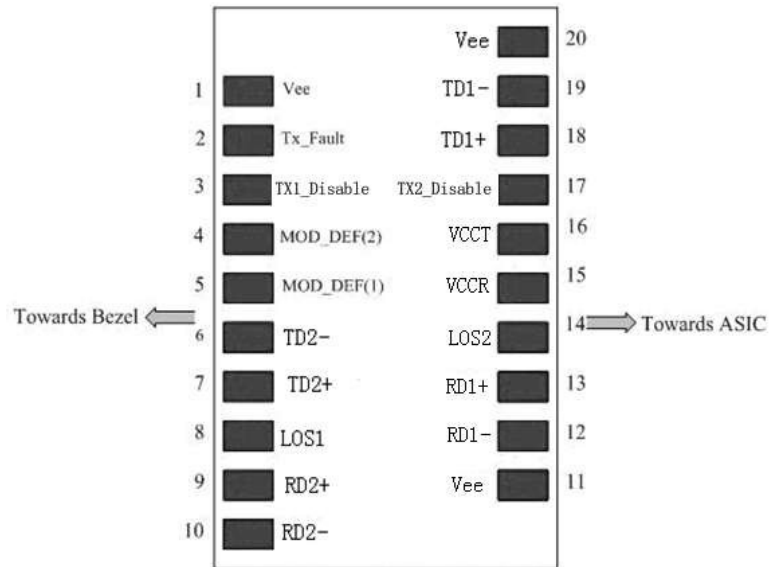 Vee 20
1 Vee TD1- 19
2 Tx_Fault TD1+ 18
3 TX1_Disable TX2_Disable 17
4 MOD_DEF(2) VCCT 16
5 MOD_DEF(1) VCCR 15
Towards Bezel 6 TD2- LOS2 14 Towards ASIC
7 TD2+ RD1+ 13
8 LOS1 RD1- 12
9 RD2+ Vee 11
10 RD2-